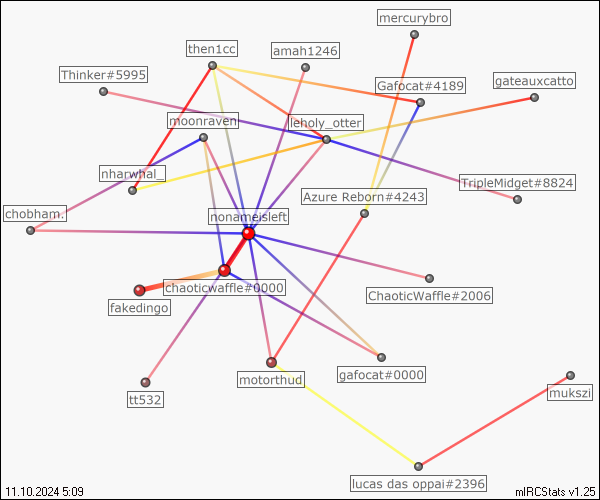 mercurybro
then1cc
amah1246
Thinker#5995
Gafocat#4189
gateauxcatto
moonraven
leholy_otter
nharwhal_
TripleMidget#8824
Azure Reborn#4243
chobham.
nonameisleft
chaoticwaffle#0000
ChaoticWaffle#2006
fakedingo
motorthud
gafocat#0000
tt532
mukszi
lucas das oppai#2396
11.10.2024 5:09
mIRCStats v1.25